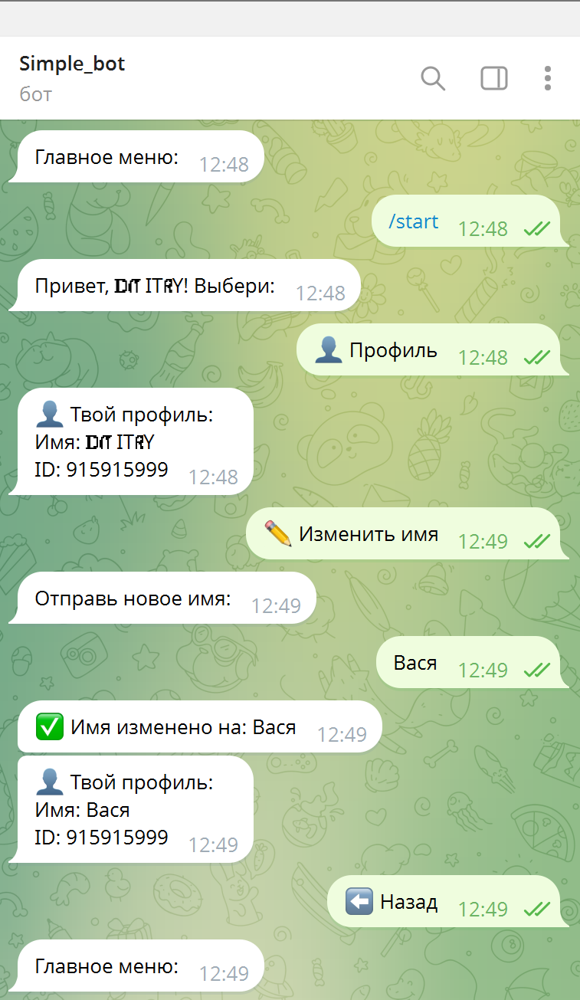 Simple_bot
бот
Главное меню: 12:48
/start 12:48
Привет, ! Выбери: 12:48
👤 Профиль 12:48
👤 Твой профиль:
Имя:
ID: 915915999 12:48
✏️ Изменить имя 12:49
Отправь новое имя: 12:49
Вася 12:49
✅ Имя изменено на: Вася 12:49
👤 Твой профиль:
Имя: Вася
ID: 915915999 12:49
⬅️ Назад 12:49
Главное меню: 12:49